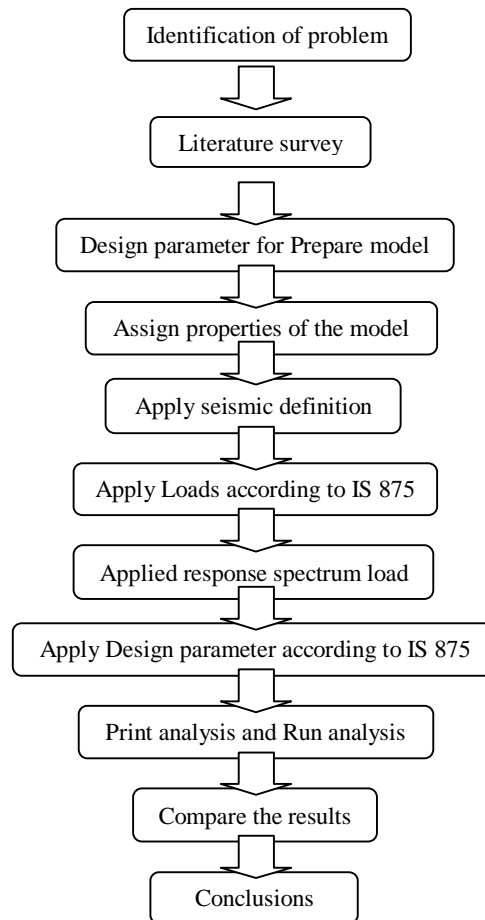 Identification of problem
Literature survey
Design parameter for Prepare model
Assign properties of the model
Apply seismic definition
Apply Loads according to IS 875
Applied response spectrum load
Apply Design parameter according to IS 875
Print analysis and Run analysis
Compare the results
Conclusions